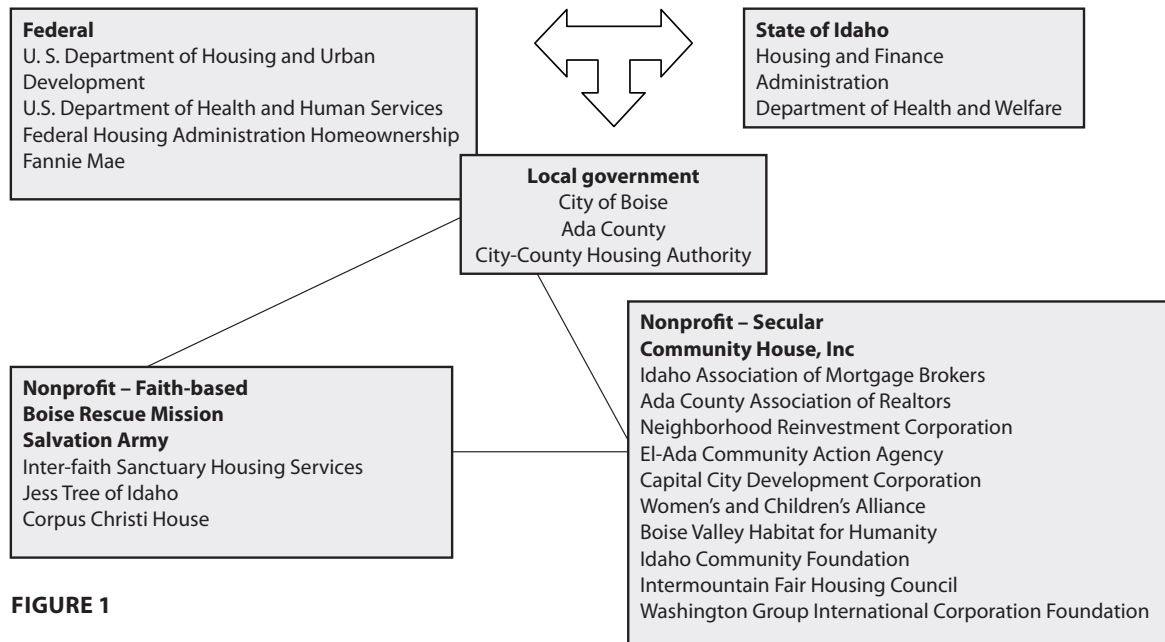 Federal
U. S. Department of Housing and Urban
Development
U.S. Department of Health and Human Services
Federal Housing Administration Homeownership
Fannie Mae
State of Idaho
Housing and Finance
Administration
Department of Health and Welfare
Local government
City of Boise
Ada County
City-County Housing Authority
Nonprofit – Faith-based
Boise Rescue Mission
Salvation Army
Inter-faith Sanctuary Housing Services
Jess Tree of Idaho
Corpus Christi House
Nonprofit – Secular
Community House, Inc
Idaho Association of Mortgage Brokers
Ada County Association of Realtors
Neighborhood Reinvestment Corporation
El-Ada Community Action Agency
Capital City Development Corporation
Women’s and Children’s Alliance
Boise Valley Habitat for Humanity
Idaho Community Foundation
Intermountain Fair Housing Council
Washington Group International Corporation Foundation
FIGURE 1